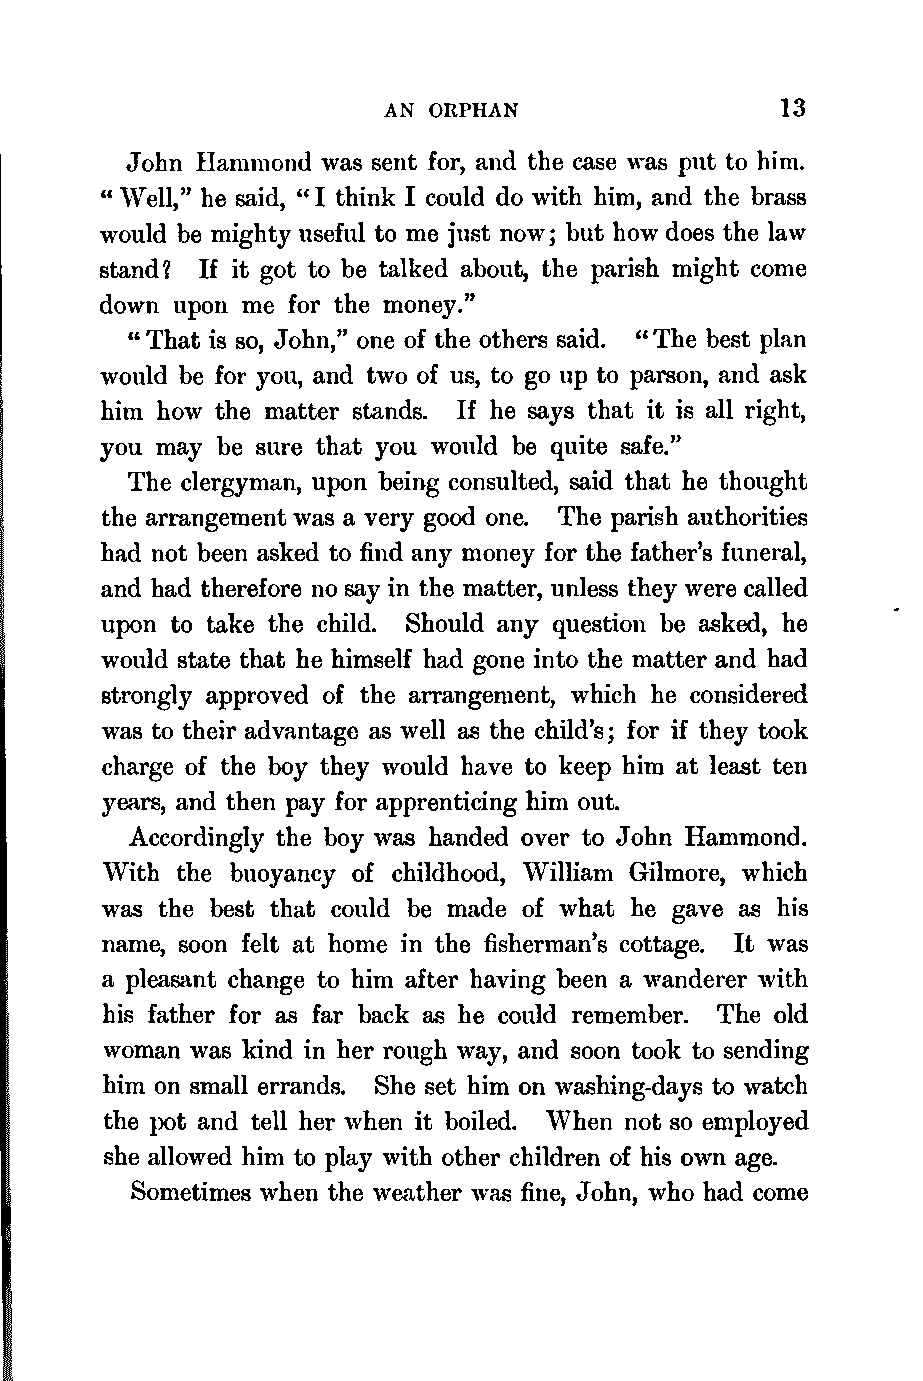 AN ORPHAN 13
John Hammond was sent for, and the case was put to him.
“Well,” he said, “I think I could do with him, and the brass
would be mighty useful to me just now; but how does the law
stand? If it got to be talked about, the parish might come
down upon me for the money.”
“That is so, John,” one of the others said. “The best plan
would be for you, and two of us, to go up to parson, and ask
him how the matter stands. If he says that it is all right,
you may be sure that you would be quite safe.”
The clergyman, upon being consulted, said that he thought
the arrangement was a very good one. The parish authorities
had not been asked to find any money for the father’s funeral,
and had therefore no say in the matter, unless they were called
upon to take the child. Should any question be asked, he
would state that he himself had gone into the matter and had
strongly approved of the arrangement, which he considered
was to their advantage as well as the child’s; for if they took
charge of the boy they would have to keep him at least ten
years, and then pay for apprenticing him out.
Accordingly the boy was handed over to John Hammond.
With the buoyancy of childhood, William Gilmore, which
was the best that could be made of what he gave as his
name, soon felt at home in the fisherman’s cottage. It was
a pleasant change to him after having been a wanderer with
his father for as far back as he could remember. The old
woman was kind in her rough way, and soon took to sending
him on small errands. She set him on washing-days to watch
the pot and tell her when it boiled. When not so employed
she allowed him to play with other children of his own age.
Sometimes when the weather was fine, John, who had come